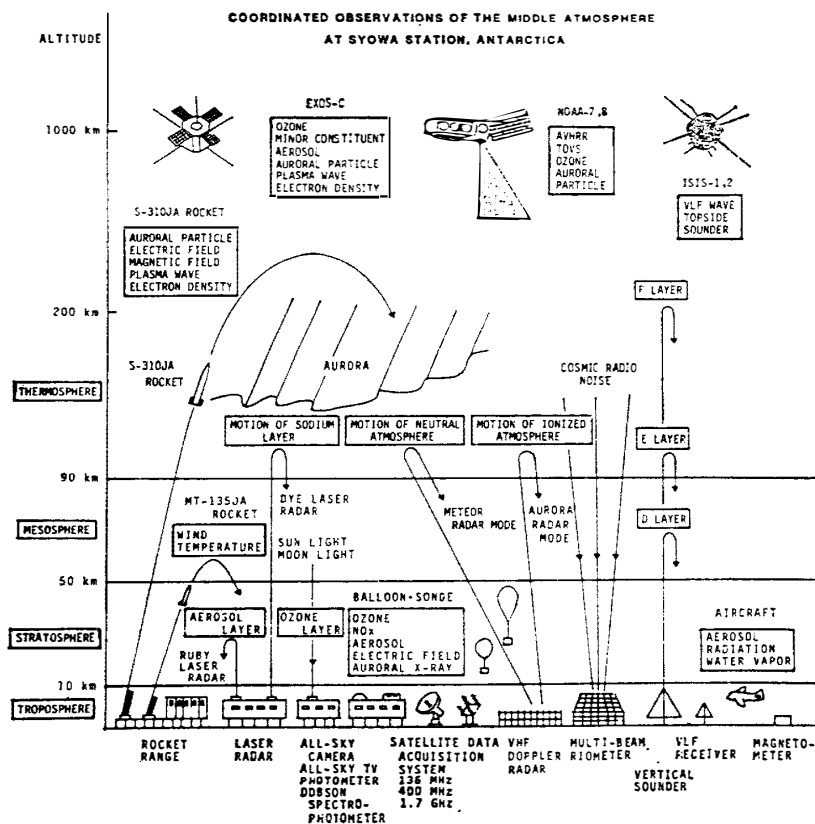 COORDINATED OBSERVATIONS OF THE MIDDLE ATMOSPHERE
AT SYOWA STATION, ANTARCTICA
ALTITUDE
1000 km
EXOS-C
OZONE
MINOR CONSTITUENT
AEROSOL
AURORAL PARTICLE
PLASMA WAVE
ELECTRON DENSITY
NOAA-7,8
AVHRR
TOVS
OZONE
AURORAL
PARTICLE
ISIS-1,2
VLF WAVE
TOPSIDE
SOUNDER
S-310JA ROCKET
AURORAL PARTICLE
ELECTRIC FIELD
MAGNETIC FIELD
PLASMA WAVE
ELECTRON DENSITY
200 km
F LAYER
S-310JA
ROCKET
AURORA
COSMIC RADIO
NOISE
THERMOSPHERE
MOTION OF SODIUM
LAYER
MOTION OF NEUTRAL
ATMOSPHERE
MOTION OF IONIZED
ATMOSPHERE
E LAYER
90 km
MT-135JA
ROCKET
DYE LASER
RADAR
METEOR
RADAR MODE
AURORA
RADAR
MODE
D LAYER
MESOSPHERE
WIND
TEMPERATURE
SUN LIGHT
MOON LIGHT
50 km
AEROSOL
LAYER
OZONE
LAYER
BALLOON-SONDE
OZONE
NOx
AEROSOL
ELECTRIC FIELD
AURORAL X-RAY
AIRCRAFT
AEROSOL
RADIATION
WATER VAPOR
STRATOSPHERE
RUBY
LASER
RADAR
10 km
TROPOSPHERE
ROCKET
RANGE
LASER
RADAR
ALL-SKY
CAMERA
ALL-SKY TV
PHOTOMETER
DOBSON
SPECTRO-
PHOTOMETER
SATELLITE DATA
ACQUISITION
SYSTEM
136 MHz
400 MHz
1.7 GHz
VHF
DOPPLER
RADAR
MULTI-BEAM
RIOMETER
VERTICAL
SOUNDER
VLF
RECEIVER
MAGNETO-
METER